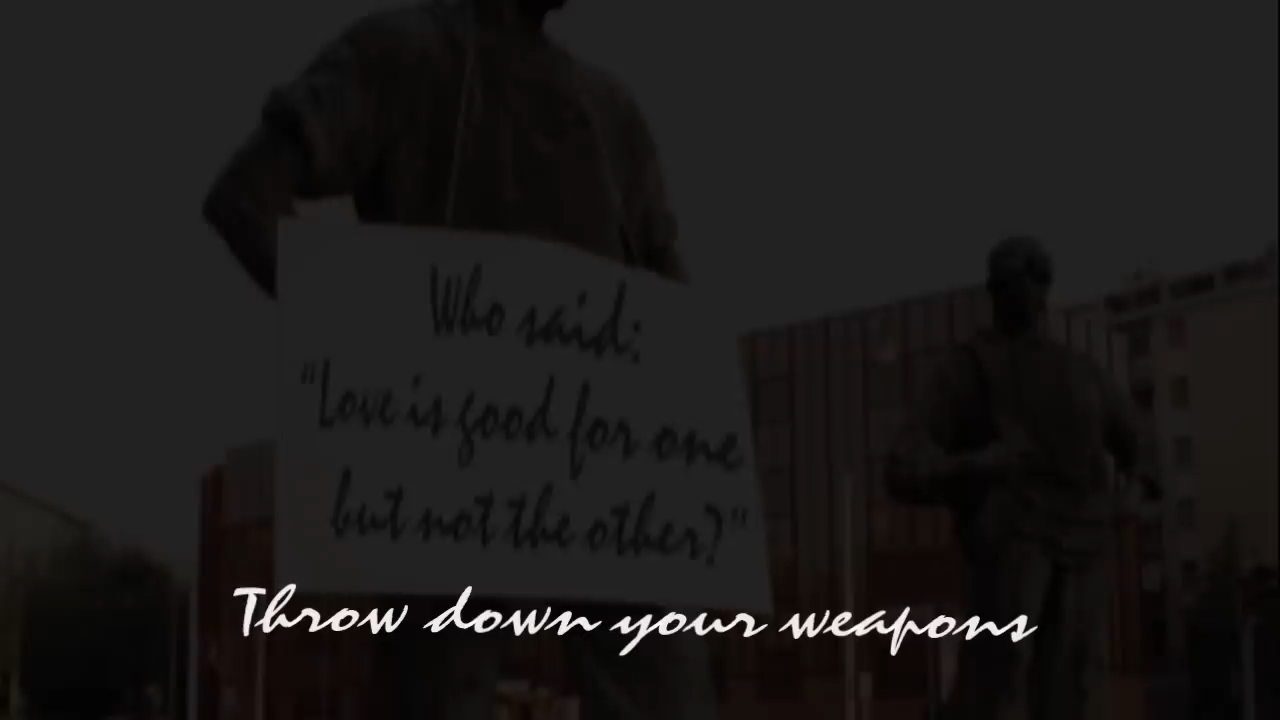 Who said:
"Love is good for one
but not the other?"
Throw down your weapons